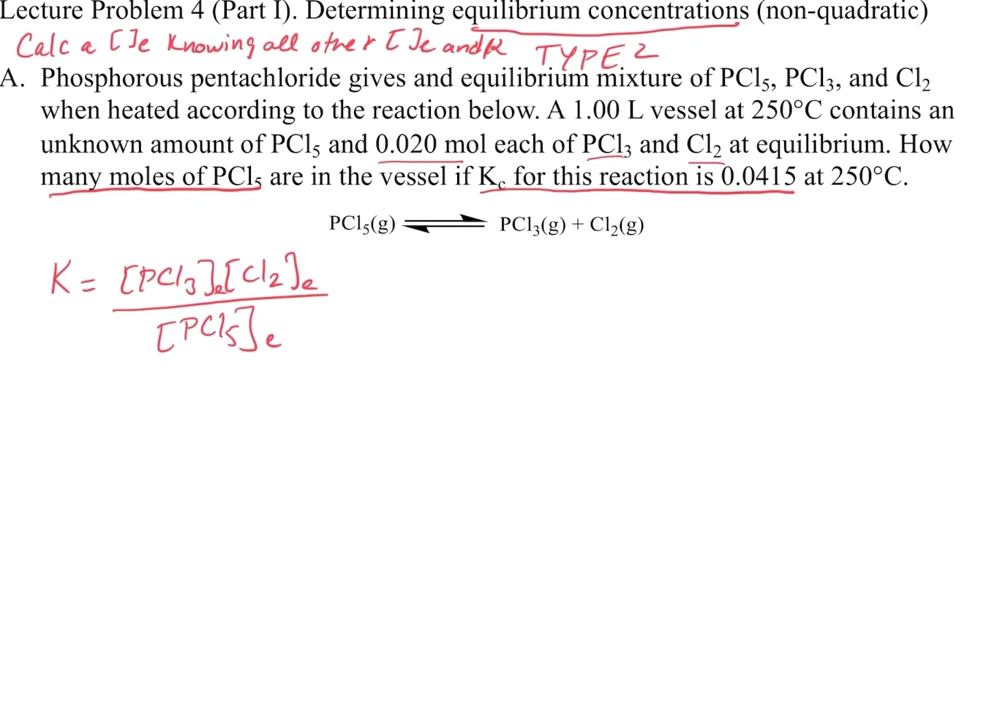 Lecture Problem 4 (Part I). Determining equilibrium concentrations (non-quadratic)
Calc a [ ]e Knowing all other [ ]e and K TYPE 2
A. Phosphorous pentachloride gives and equilibrium mixture of PCl₅, PCl₃, and Cl₂
when heated according to the reaction below. A 1.00 L vessel at 250°C contains an
unknown amount of PCl₅ and 0.020 mol each of PCl₃ and Cl₂ at equilibrium. How
many moles of PCl₅ are in the vessel if K꜀ for this reaction is 0.0415 at 250°C.
PCl₅(g) ⇌ PCl₃(g) + Cl₂(g)
K = [PCl₃]e[Cl₂]e
[PCl₅]e